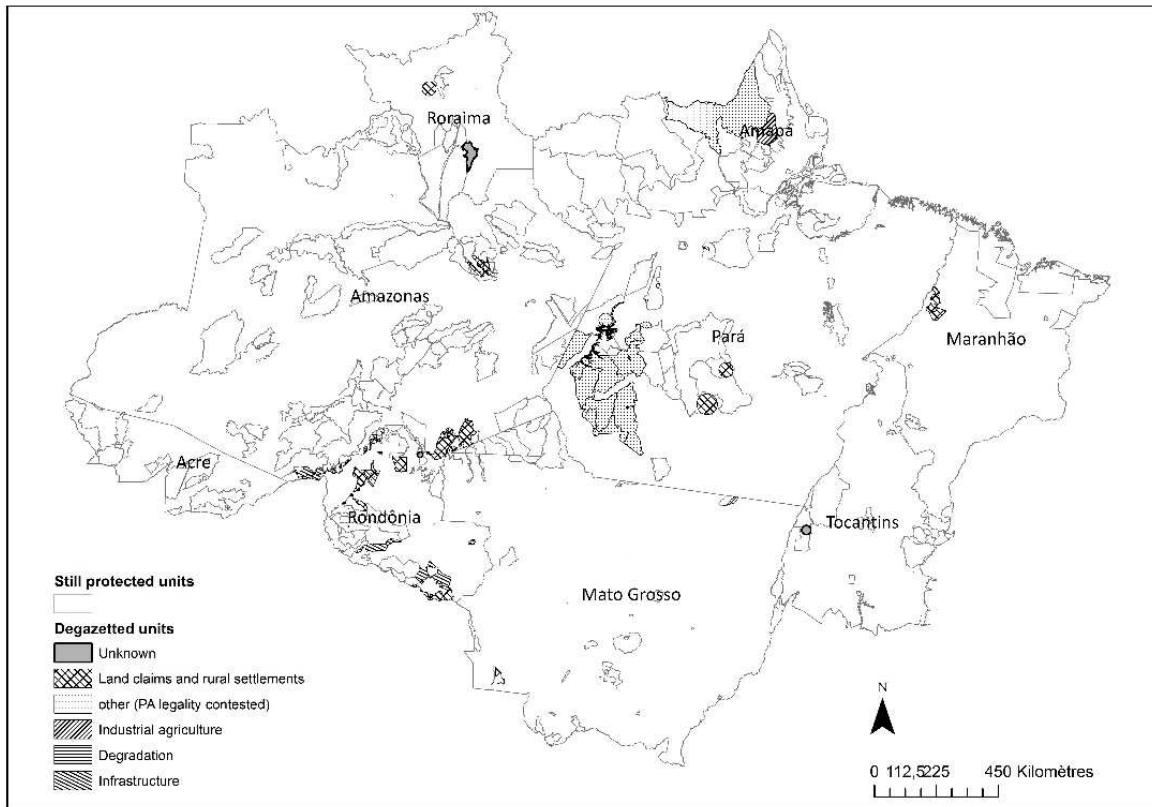 Roraima
Amapá
Amazonas
Pará
Maranhão
Acre
Rondônia
Tocantins
Mato Grosso
Still protected units
Degazetted units
Unknown
Land claims and rural settlements
other (PA legality contested)
Industrial agriculture
Degradation
Infrastructure
N
0 112,5225 450 Kilomètres